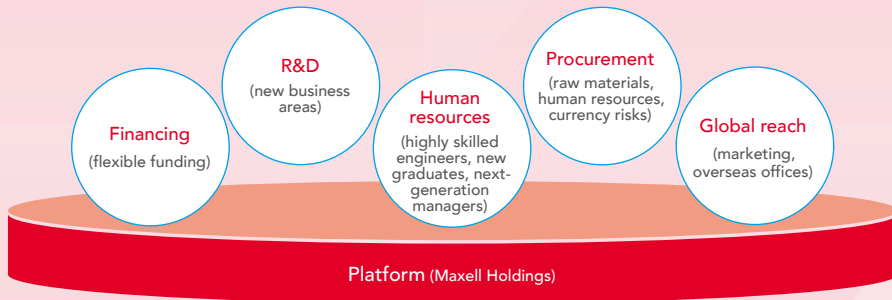 Financing
(flexible funding)
R&D
(new business
areas)
Human
resources
(highly skilled
engineers, new
graduates, next-
generation
managers)
Procurement
(raw materials,
human resources,
currency risks)
Global reach
(marketing,
overseas offices)
Platform (Maxell Holdings)